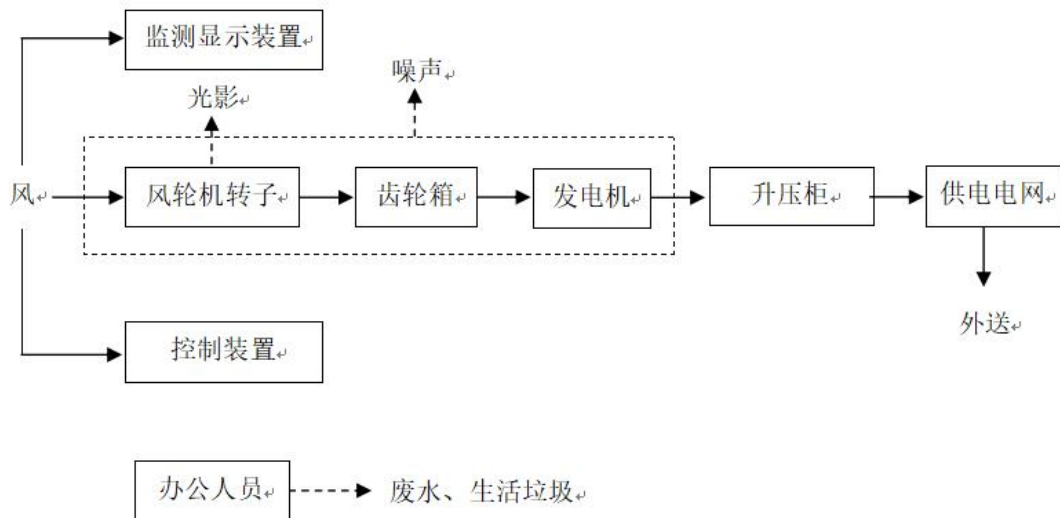 监测显示装置
噪声
光影
风
风轮机转子
齿轮箱
发电机
升压柜
供电电网
外送
控制装置
办公人员
废水、生活垃圾